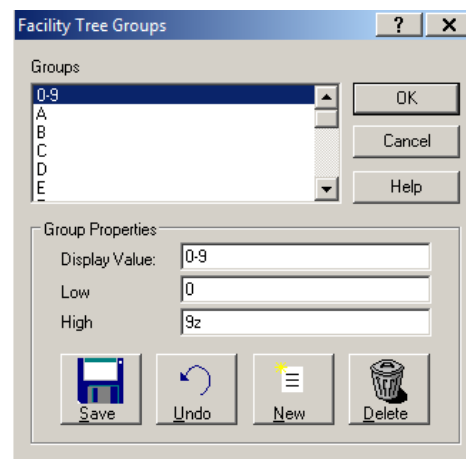 Facility Tree Groups
Groups
0-9
A
B
C
D
E
OK
Cancel
Help
Group Properties
Display Value: 0-9
Low 0
High 9z
Save Undo New Delete